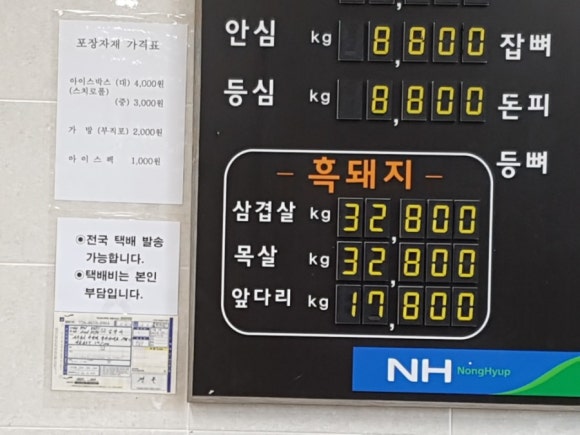 포장자재 가격표
아이스박스 (대) 4,000원
(스치로폼)
(중) 3,000원
가 방 (부직포) 2,000원
아 이 스 팩 1,000원
◉전국 택배 발송
가능합니다.
◉택배비는 본인
부담입니다.
안심 kg 8,800 잡뼈
등심 kg 8,800 돈피
등뼈
- 흑돼지 -
삼겹살 kg 32,800
목살 kg 32,800
앞다리 kg 17,800
NH NongHyup